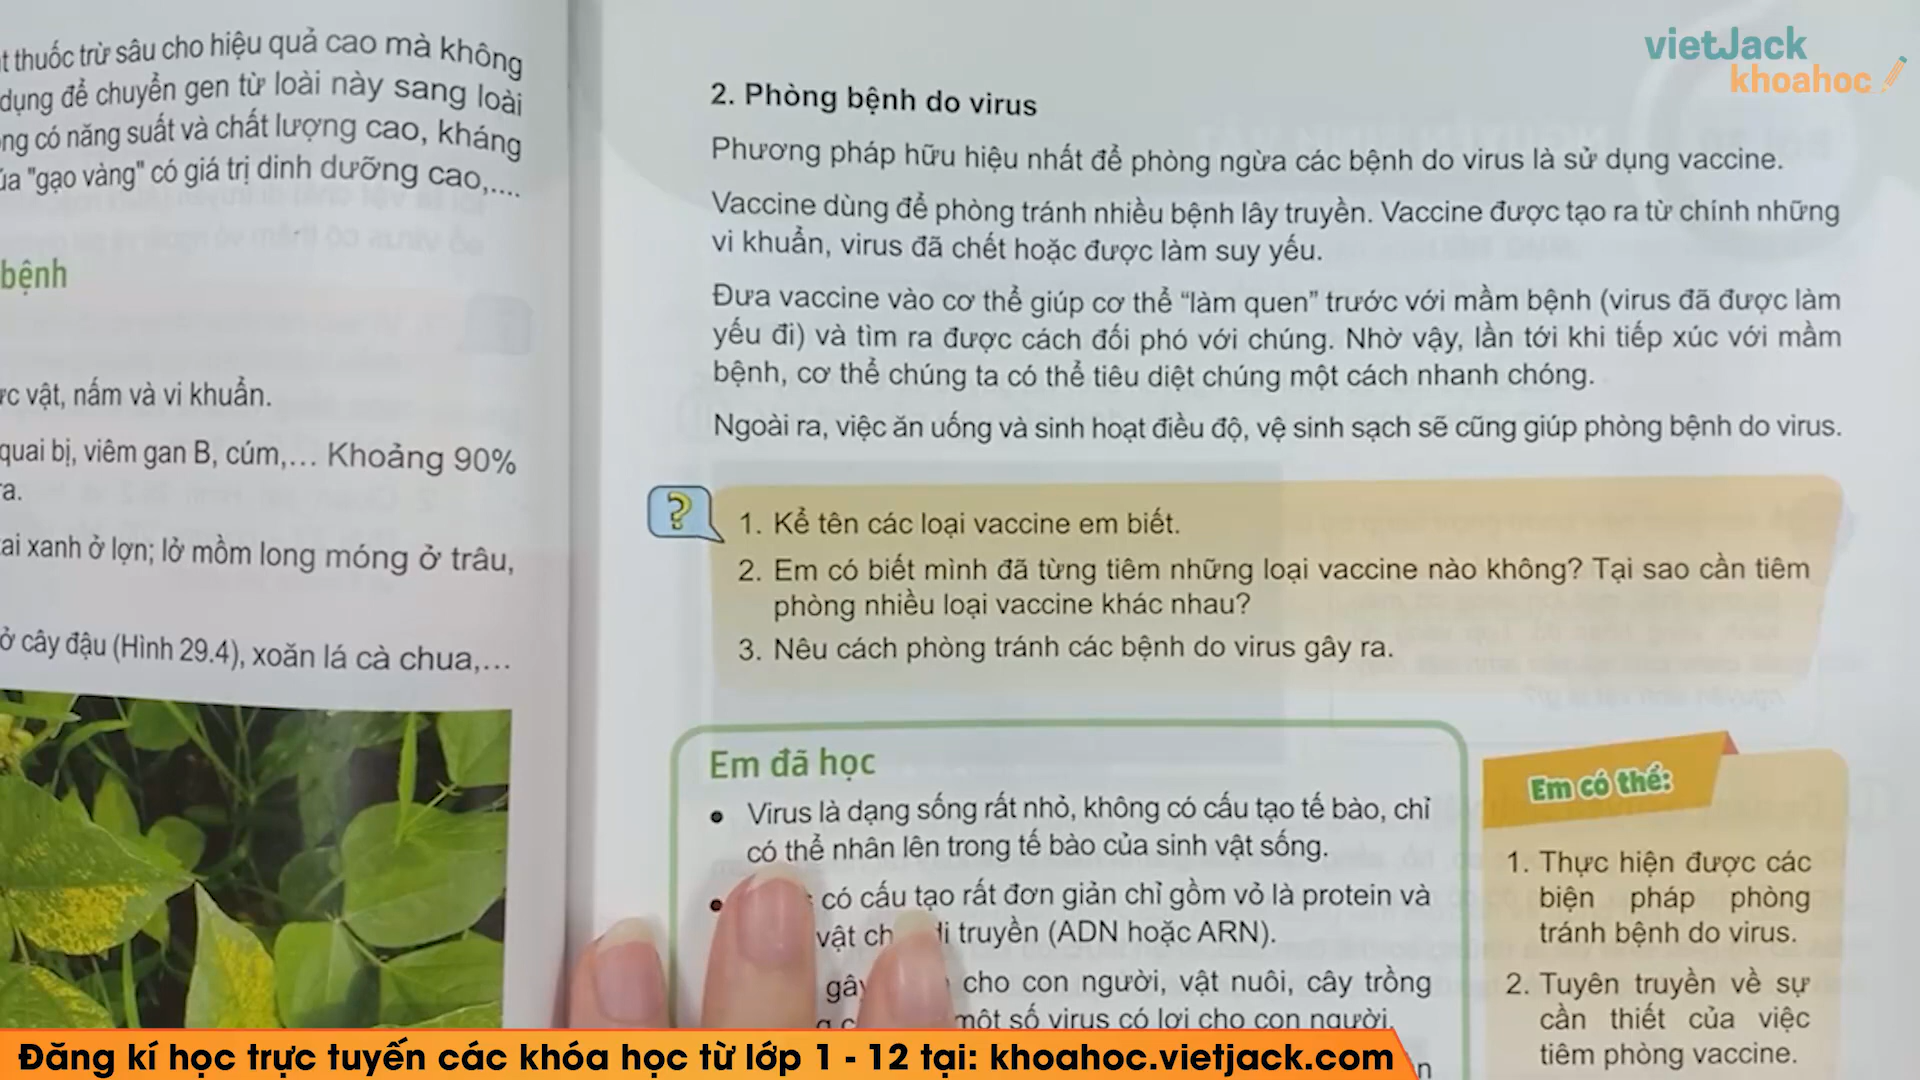 t thuốc trừ sâu cho hiệu quả cao mà không
dụng để chuyển gen từ loài này sang loài
ng có năng suất và chất lượng cao, kháng
úa "gạo vàng" có giá trị dinh dưỡng cao,....
bệnh
ực vật, nấm và vi khuẩn.
quai bị, viêm gan B, cúm,... Khoảng 90%
ra.
tai xanh ở lợn; lở mồm long móng ở trâu,
ở cây đậu (Hình 29.4), xoăn lá cà chua,...
vietJack
khoahoc
2. Phòng bệnh do virus
Phương pháp hữu hiệu nhất để phòng ngừa các bệnh do virus là sử dụng vaccine.
Vaccine dùng để phòng tránh nhiều bệnh lây truyền. Vaccine được tạo ra từ chính những
vi khuẩn, virus đã chết hoặc được làm suy yếu.
Đưa vaccine vào cơ thể giúp cơ thể “làm quen” trước với mầm bệnh (virus đã được làm
yếu đi) và tìm ra được cách đối phó với chúng. Nhờ vậy, lần tới khi tiếp xúc với mầm
bệnh, cơ thể chúng ta có thể tiêu diệt chúng một cách nhanh chóng.
Ngoài ra, việc ăn uống và sinh hoạt điều độ, vệ sinh sạch sẽ cũng giúp phòng bệnh do virus.
?
1. Kể tên các loại vaccine em biết.
2. Em có biết mình đã từng tiêm những loại vaccine nào không? Tại sao cần tiêm
phòng nhiều loại vaccine khác nhau?
3. Nêu cách phòng tránh các bệnh do virus gây ra.
Em đã học
• Virus là dạng sống rất nhỏ, không có cấu tạo tế bào, chỉ
có thể nhân lên trong tế bào của sinh vật sống.
• có cấu tạo rất đơn giản chỉ gồm vỏ là protein và
vật ch di truyền (ADN hoặc ARN).
gây cho con người, vật nuôi, cây trồng
một số virus có lợi cho con người.
Em có thể:
1. Thực hiện được các
biện pháp phòng
tránh bệnh do virus.
2. Tuyên truyền về sự
cần thiết của việc
tiêm phòng vaccine.
Đăng kí học trực tuyến các khóa học từ lớp 1 - 12 tại: khoahoc.vietjack.com